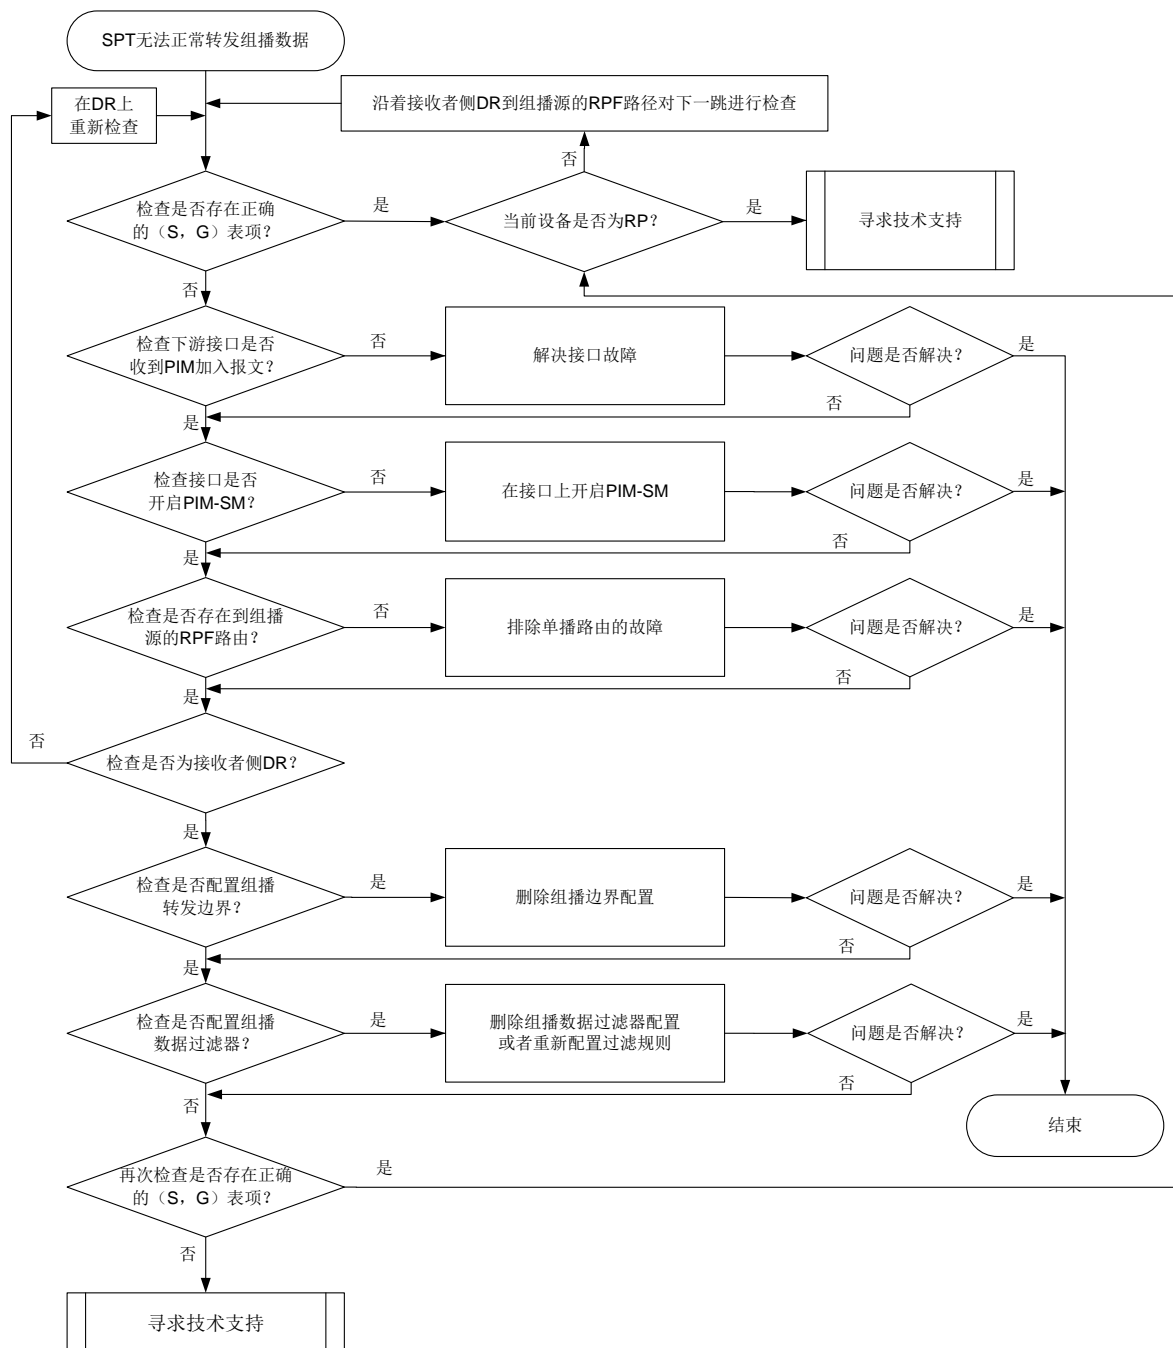 SPT无法正常转发组播数据
在DR上
重新检查
沿着接收者侧DR到组播源的RPF路径对下一跳进行检查
否
检查是否存在正确
的（S，G）表项？
是
当前设备是否为RP？
是
寻求技术支持
否
检查下游接口是否
收到PIM加入报文？
否
解决接口故障
问题是否解决？
是
否
是
检查接口是否
开启PIM-SM？
否
在接口上开启PIM-SM
问题是否解决？
是
否
是
检查是否存在到组播
源的RPF路由？
否
排除单播路由的故障
问题是否解决？
是
否
是
否
检查是否为接收者侧DR？
是
检查是否配置组播
转发边界？
是
删除组播边界配置
问题是否解决？
是
否
是
检查是否配置组播
数据过滤器？
是
删除组播数据过滤器配置
或者重新配置过滤规则
问题是否解决？
是
否
否
结束
再次检查是否存在正确
的（S，G）表项？
是
否
寻求技术支持